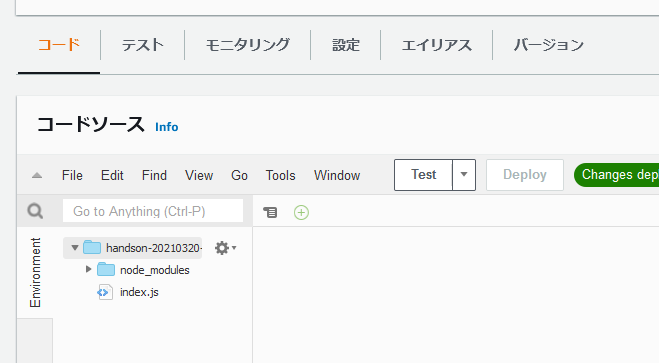 コード テスト モニタリング 設定 エイリアス バージョン
コードソース Info
File Edit Find View Go Tools Window Test Deploy Changes dep
Go to Anything (Ctrl-P)
Environment
handson-20210320-
node_modules
index.js